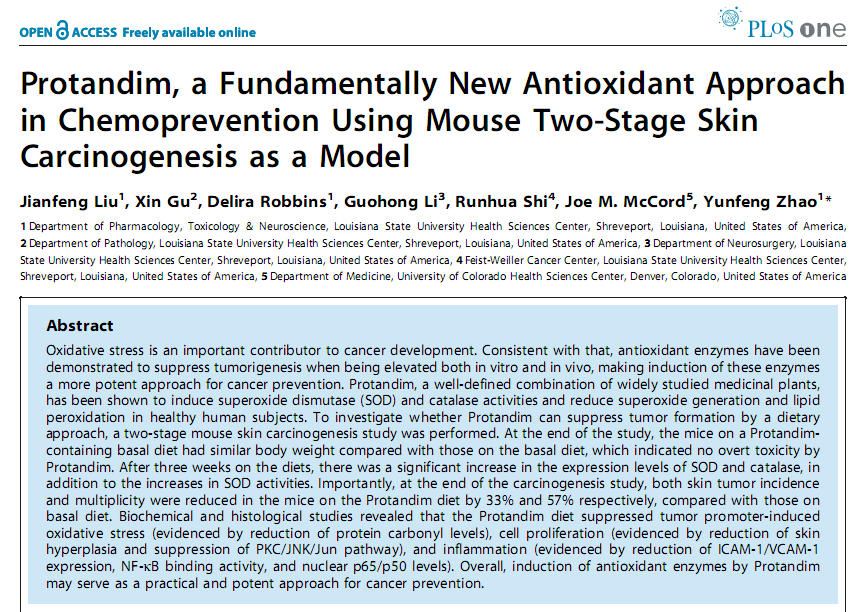 OPEN ACCESS Freely available online
PLoS one
Protandim, a Fundamentally New Antioxidant Approach
in Chemoprevention Using Mouse Two-Stage Skin
Carcinogenesis as a Model
Jianfeng Liu1, Xin Gu2, Delira Robbins1, Guohong Li3, Runhua Shi4, Joe M. McCord5, Yunfeng Zhao1*
1 Department of Pharmacology, Toxicology & Neuroscience, Louisiana State University Health Sciences Center, Shreveport, Louisiana, United States of America,
2 Department of Pathology, Louisiana State University Health Sciences Center, Shreveport, Louisiana, United States of America, 3 Department of Neurosurgery, Louisiana
State University Health Sciences Center, Shreveport, Louisiana, United States of America, 4 Feist-Weiller Cancer Center, Louisiana State University Health Sciences Center,
Shreveport, Louisiana, United States of America, 5 Department of Medicine, University of Colorado Health Sciences Center, Denver, Colorado, United States of America
Abstract
Oxidative stress is an important contributor to cancer development. Consistent with that, antioxidant enzymes have been
demonstrated to suppress tumorigenesis when being elevated both in vitro and in vivo, making induction of these enzymes
a more potent approach for cancer prevention. Protandim, a well-defined combination of widely studied medicinal plants,
has been shown to induce superoxide dismutase (SOD) and catalase activities and reduce superoxide generation and lipid
peroxidation in healthy human subjects. To investigate whether Protandim can suppress tumor formation by a dietary
approach, a two-stage mouse skin carcinogenesis study was performed. At the end of the study, the mice on a Protandim-
containing basal diet had similar body weight compared with those on the basal diet, which indicated no overt toxicity by
Protandim. After three weeks on the diets, there was a significant increase in the expression levels of SOD and catalase, in
addition to the increases in SOD activities. Importantly, at the end of the carcinogenesis study, both skin tumor incidence
and multiplicity were reduced in the mice on the Protandim diet by 33% and 57% respectively, compared with those on
basal diet. Biochemical and histological studies revealed that the Protandim diet suppressed tumor promoter-induced
oxidative stress (evidenced by reduction of protein carbonyl levels), cell proliferation (evidenced by reduction of skin
hyperplasia and suppression of PKC/JNK/Jun pathway), and inflammation (evidenced by reduction of ICAM-1/VCAM-1
expression, NF-κB binding activity, and nuclear p65/p50 levels). Overall, induction of antioxidant enzymes by Protandim
may serve as a practical and potent approach for cancer prevention.